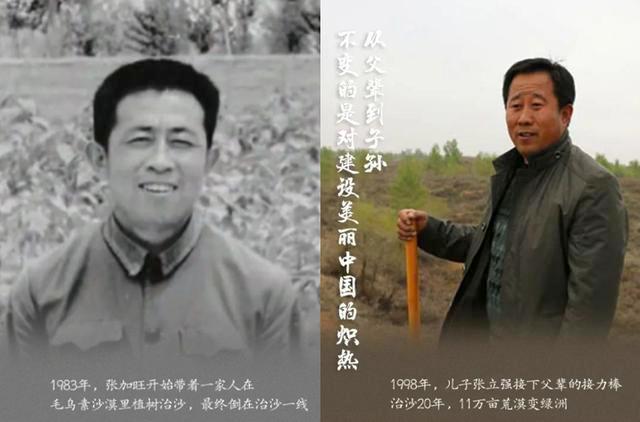 从父辈到子孙
不变的是对建设美丽中国的炽热
1983年，张加旺开始带着一家人在
毛乌素沙漠里植树治沙，最终倒在治沙一线
1998年，儿子张立强接下父辈的接力棒
治沙20年，11万亩荒漠变绿洲